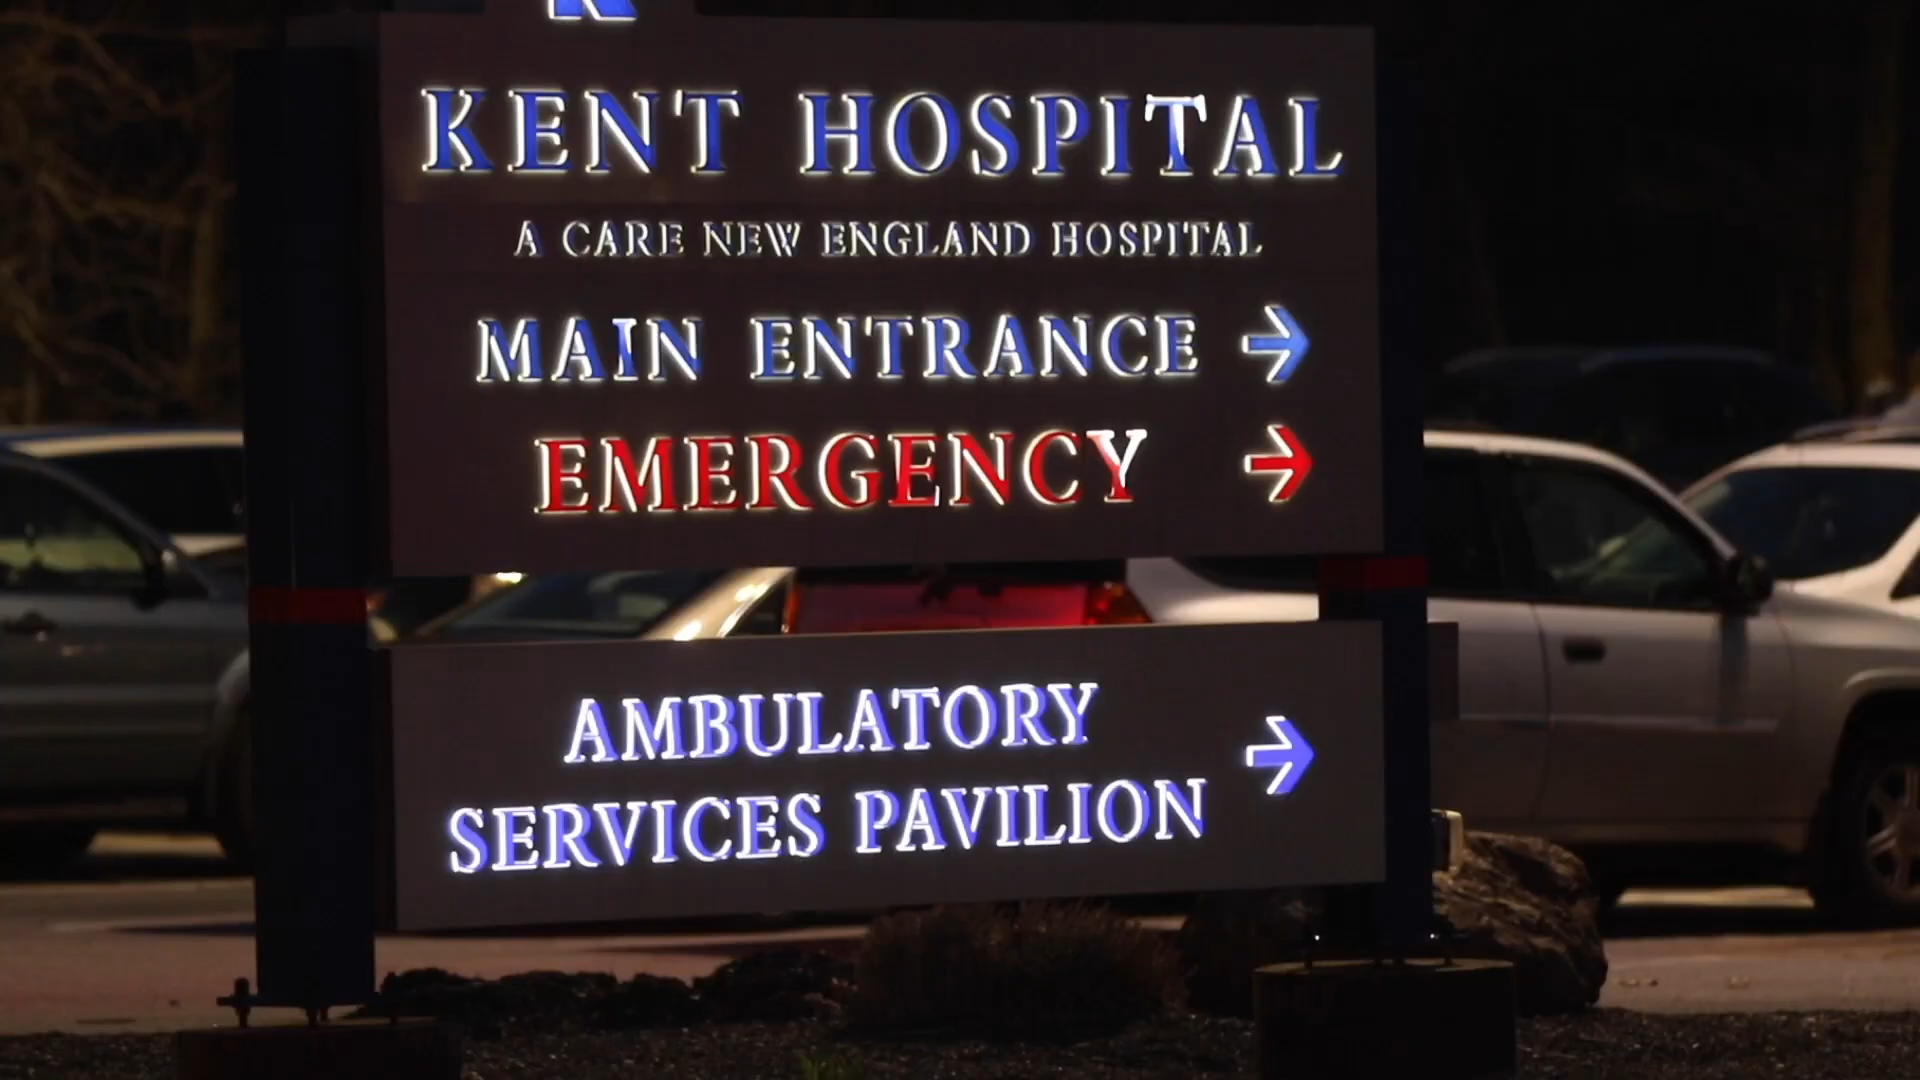 KENT HOSPITAL
A CARE NEW ENGLAND HOSPITAL
MAIN ENTRANCE →
EMERGENCY →
AMBULATORY →
SERVICES PAVILION